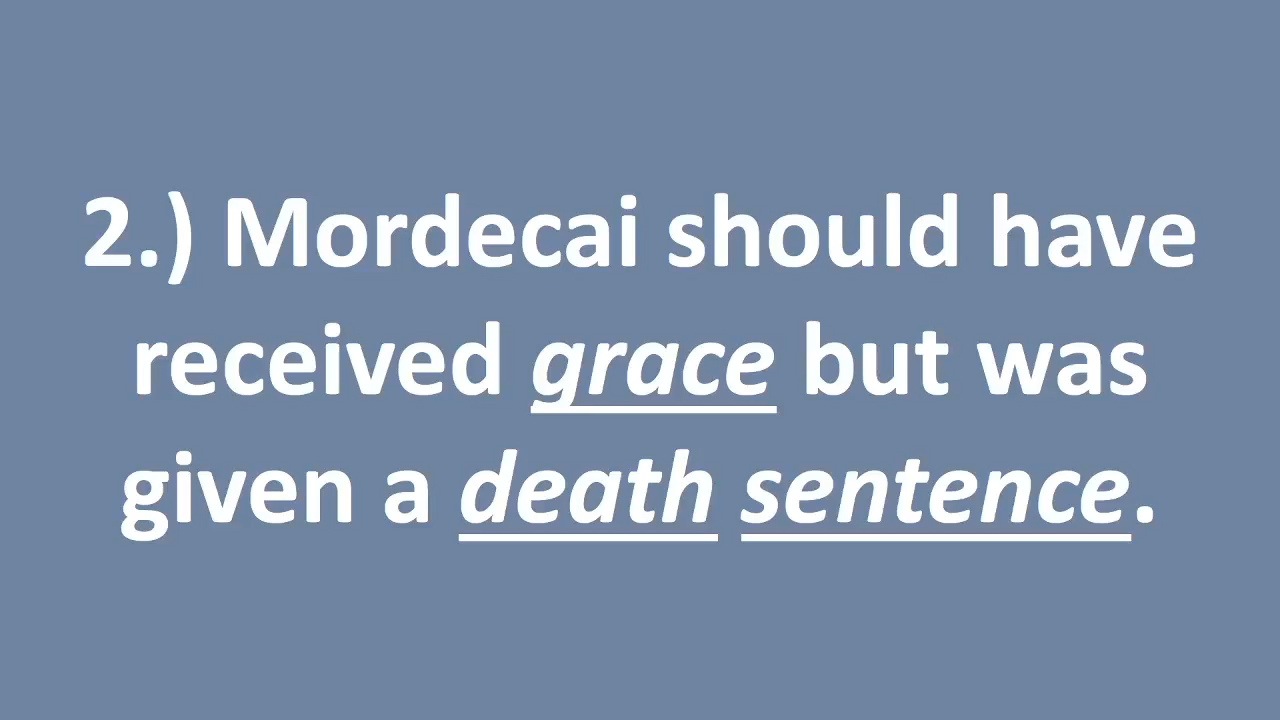 2.) Mordecai should have
received grace but was
given a death sentence.